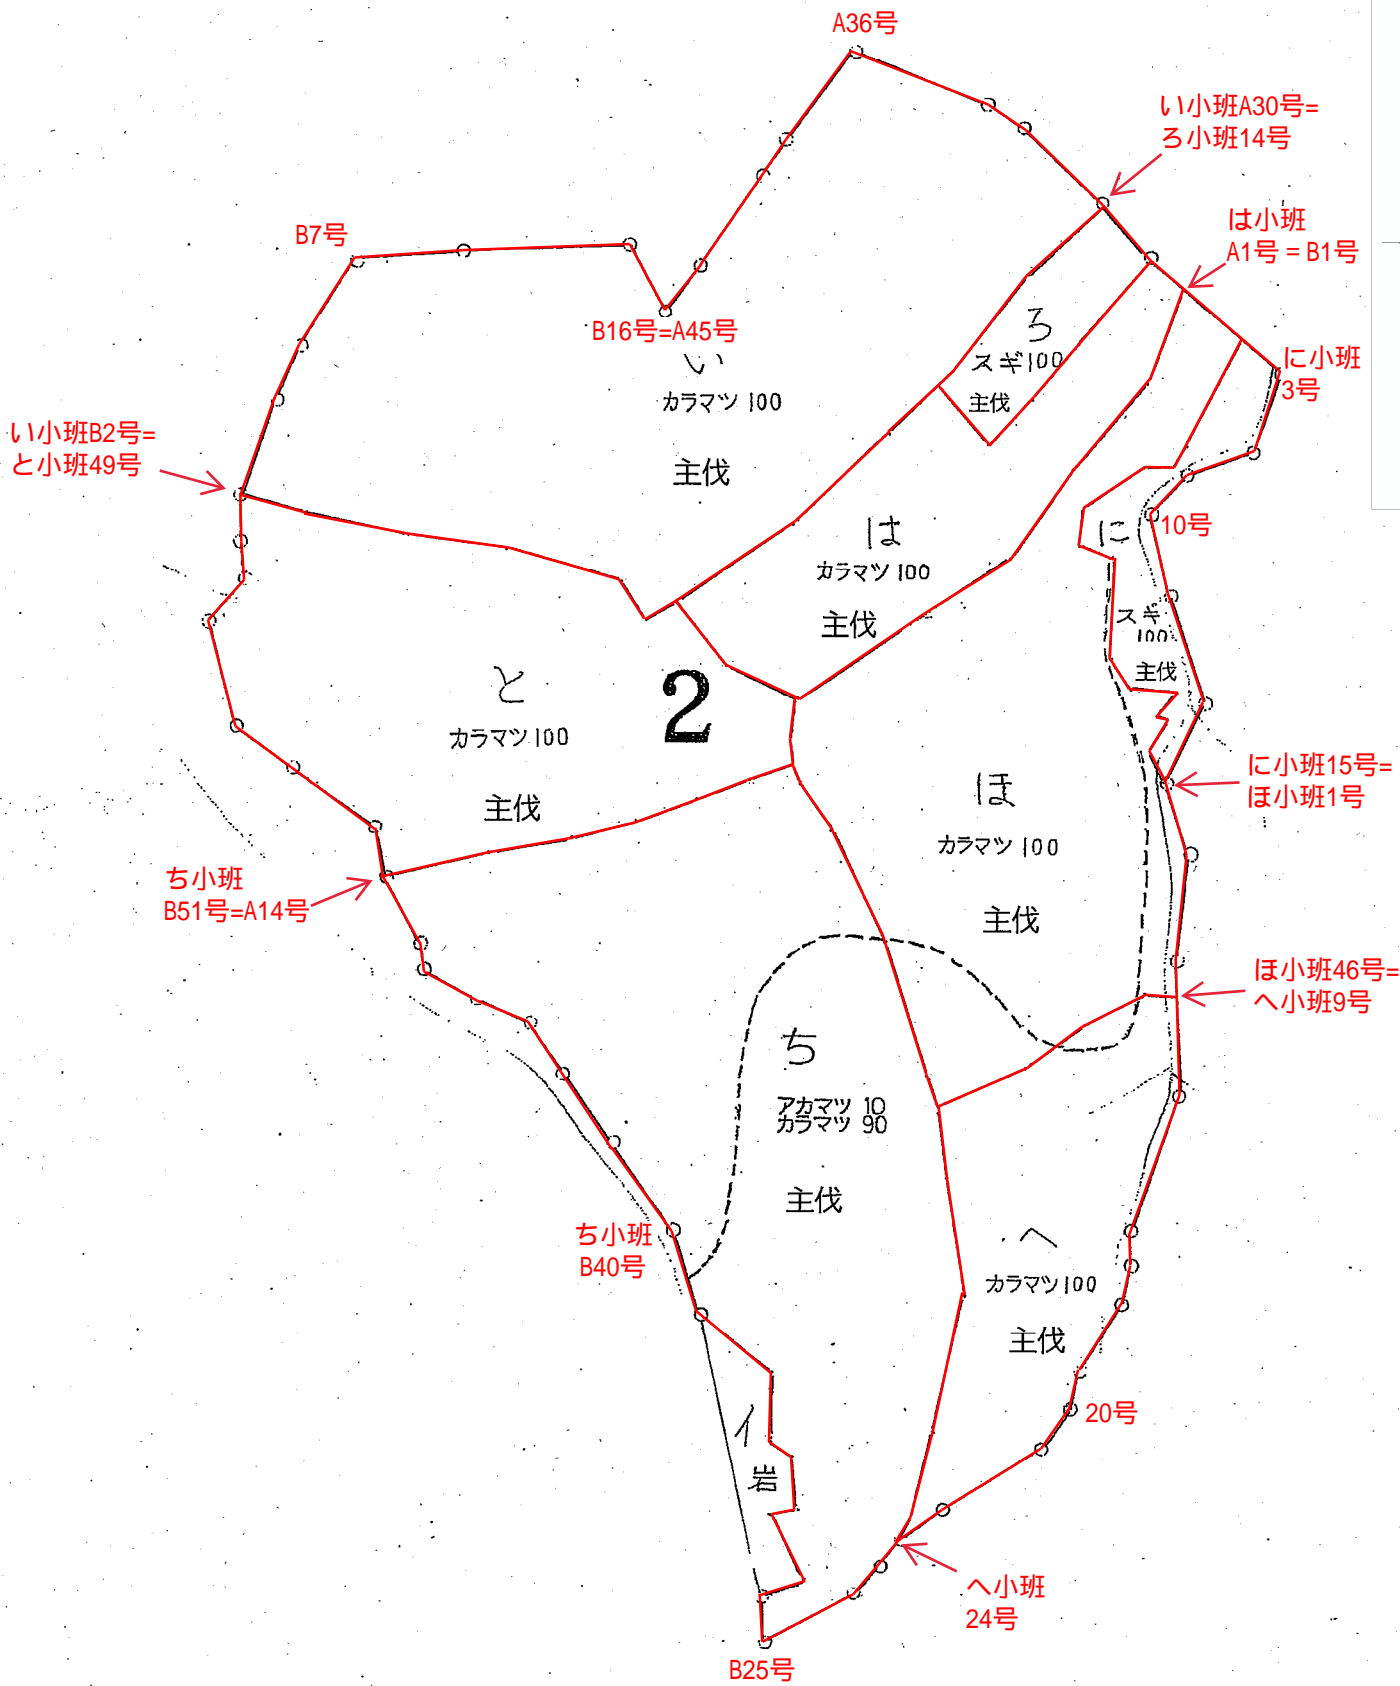 A36号
い小班A30号=
ろ小班14号
は小班
A1号 = B1号
B7号
B16号=A45号
い
カラマツ 100
主伐
ろ
スギ100
主伐
に小班
3号
い小班B2号=
と小班49号
10号
は
カラマツ 100
主伐
に
スギ
100
主伐
と
カラマツ 100
主伐
2
ほ
カラマツ 100
主伐
に小班15号=
ほ小班1号
ち小班
B51号=A14号
ほ小班46号=
へ小班9号
ち
アカマツ 10
カラマツ 90
主伐
ち小班
B40号
へ
カラマツ100
主伐
20号
イ
岩
へ小班
24号
B25号